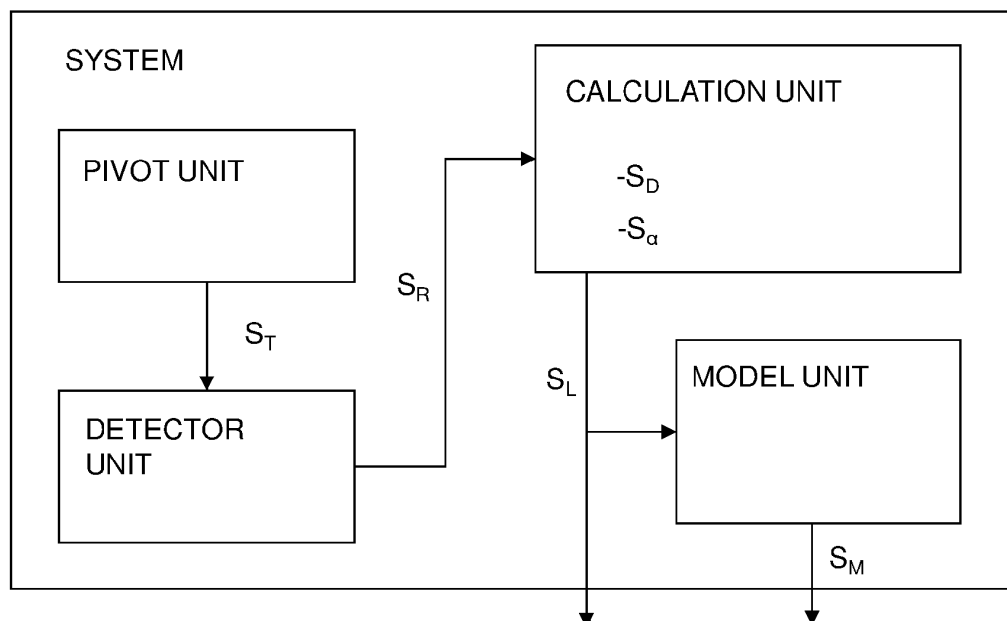 SYSTEM
CALCULATION UNIT
-S_D
-S_α
PIVOT UNIT
S_R
S_T
S_L
MODEL UNIT
DETECTOR
UNIT
S_M